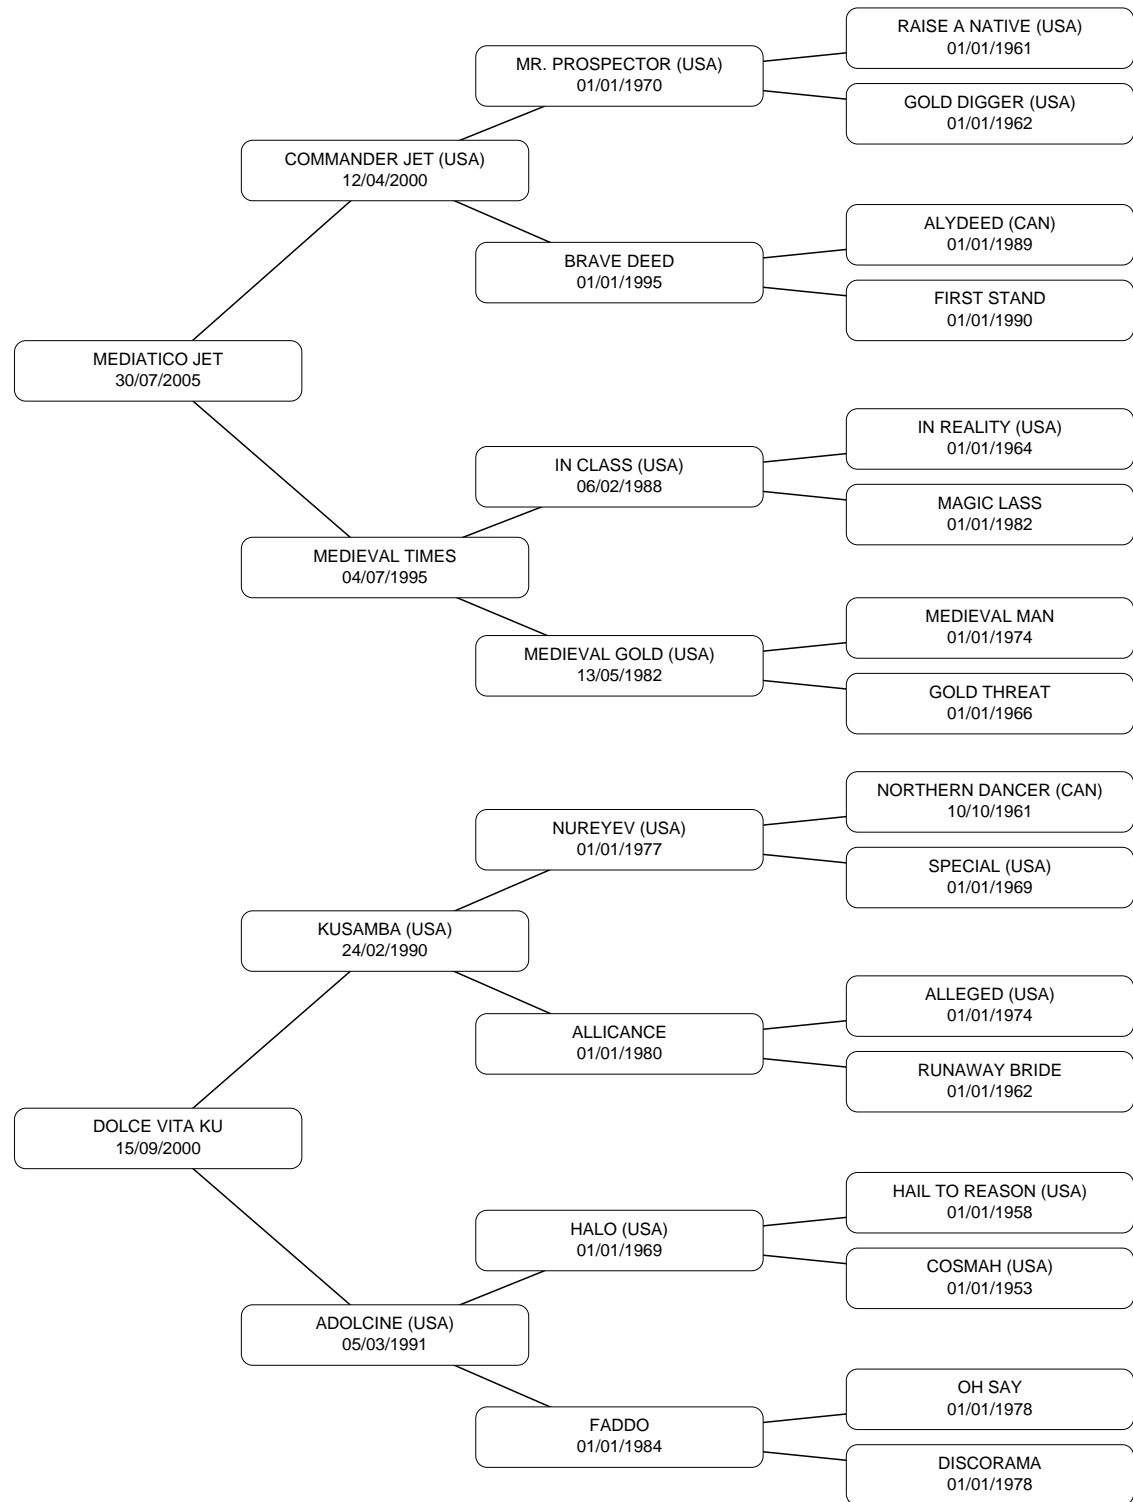 RAISE A NATIVE (USA)
01/01/1961
MR. PROSPECTOR (USA)
01/01/1970
GOLD DIGGER (USA)
01/01/1962
COMMANDER JET (USA)
12/04/2000
ALYDEED (CAN)
01/01/1989
BRAVE DEED
01/01/1995
FIRST STAND
01/01/1990
MEDIATICO JET
30/07/2005
IN REALITY (USA)
01/01/1964
IN CLASS (USA)
06/02/1988
MAGIC LASS
01/01/1982
MEDIEVAL TIMES
04/07/1995
MEDIEVAL MAN
01/01/1974
MEDIEVAL GOLD (USA)
13/05/1982
GOLD THREAT
01/01/1966
NORTHERN DANCER (CAN)
10/10/1961
NUREYEV (USA)
01/01/1977
SPECIAL (USA)
01/01/1969
KUSAMBA (USA)
24/02/1990
ALLEGED (USA)
01/01/1974
ALLICANCE
01/01/1980
RUNAWAY BRIDE
01/01/1962
DOLCE VITA KU
15/09/2000
HAIL TO REASON (USA)
01/01/1958
HALO (USA)
01/01/1969
COSMAH (USA)
01/01/1953
ADOLCINE (USA)
05/03/1991
OH SAY
01/01/1978
FADDO
01/01/1984
DISCORAMA
01/01/1978